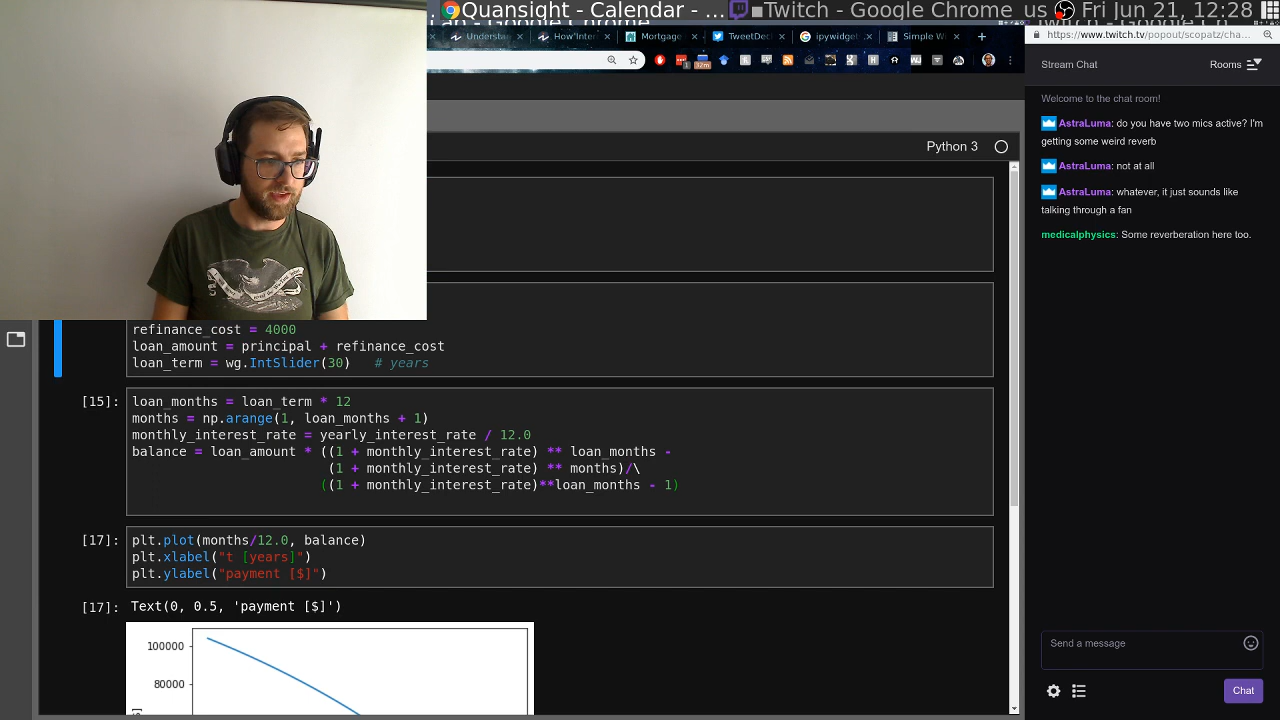 Quansight - Calendar - ...
Twitch - Google Chrome
us
Fri Jun 21, 12:28
Understa
How Inter
Mortgage
TweetDec
ipywidget
Simple W
https://www.twitch.tv/popout/scopatz/cha...
32m
Stream Chat
Rooms
Welcome to the chat room!
AstraLuma: do you have two mics active? I'm
getting some weird reverb
AstraLuma: not at all
AstraLuma: whatever, it just sounds like
talking through a fan
medicalphysics: Some reverberation here too.
Send a message
Chat
Python 3
refinance_cost = 4000
loan_amount = principal + refinance_cost
loan_term = wg.IntSlider(30)   # years
[15]:
loan_months = loan_term * 12
months = np.arange(1, loan_months + 1)
monthly_interest_rate = yearly_interest_rate / 12.0
balance = loan_amount * ((1 + monthly_interest_rate) ** loan_months -
(1 + monthly_interest_rate) ** months)/\
((1 + monthly_interest_rate)**loan_months - 1)
[17]:
plt.plot(months/12.0, balance)
plt.xlabel("t [years]")
plt.ylabel("payment [$]")
[17]:
Text(0, 0.5, 'payment [$]')
100000
80000